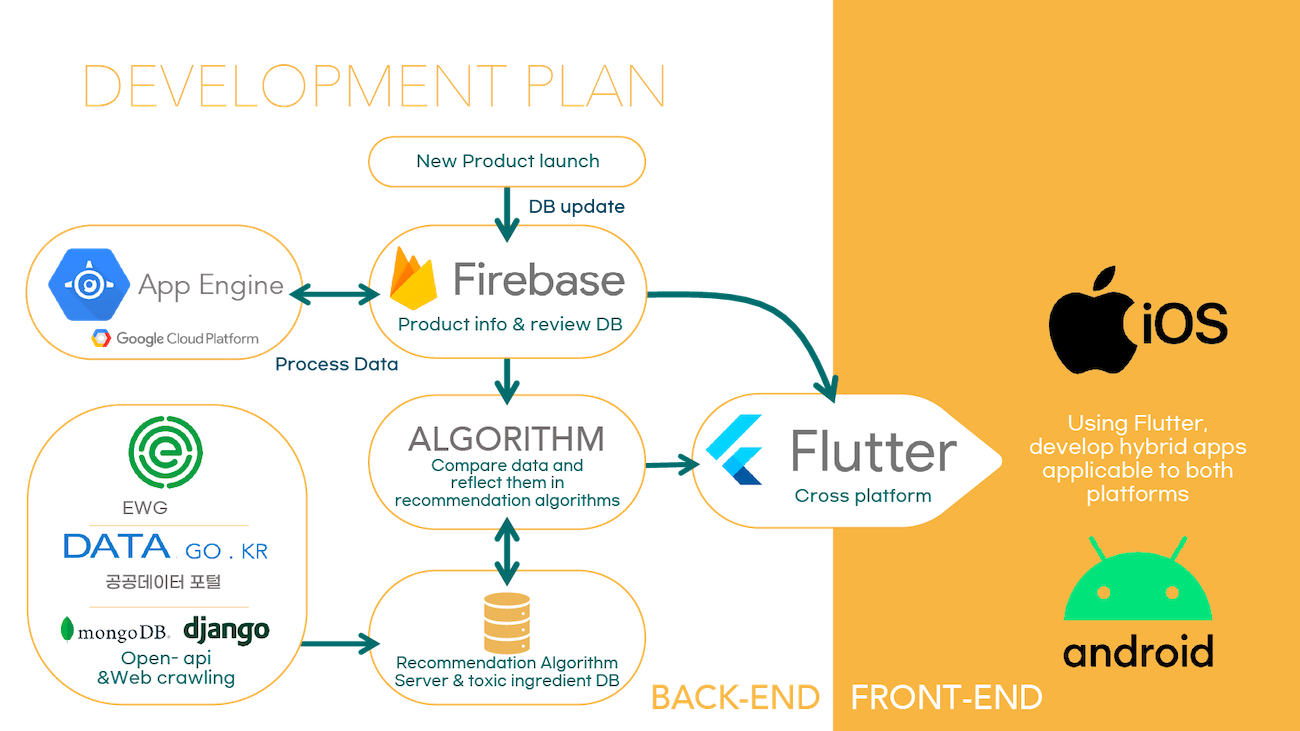 DEVELOPMENT PLAN
New Product launch
DB update
App Engine
Google Cloud Platform
Firebase
Product info & review DB
Process Data
ALGORITHM
Compare data and
reflect them in
recommendation algorithms
Flutter
Cross platform
EWG
DATA . GO . KR
공공데이터 포털
mongoDB®
django
Open- api
&Web crawling
Recommendation Algorithm
Server & toxic ingredient DB
BACK-END
FRONT-END
iOS
Using Flutter,
develop hybrid apps
applicable to both
platforms
android